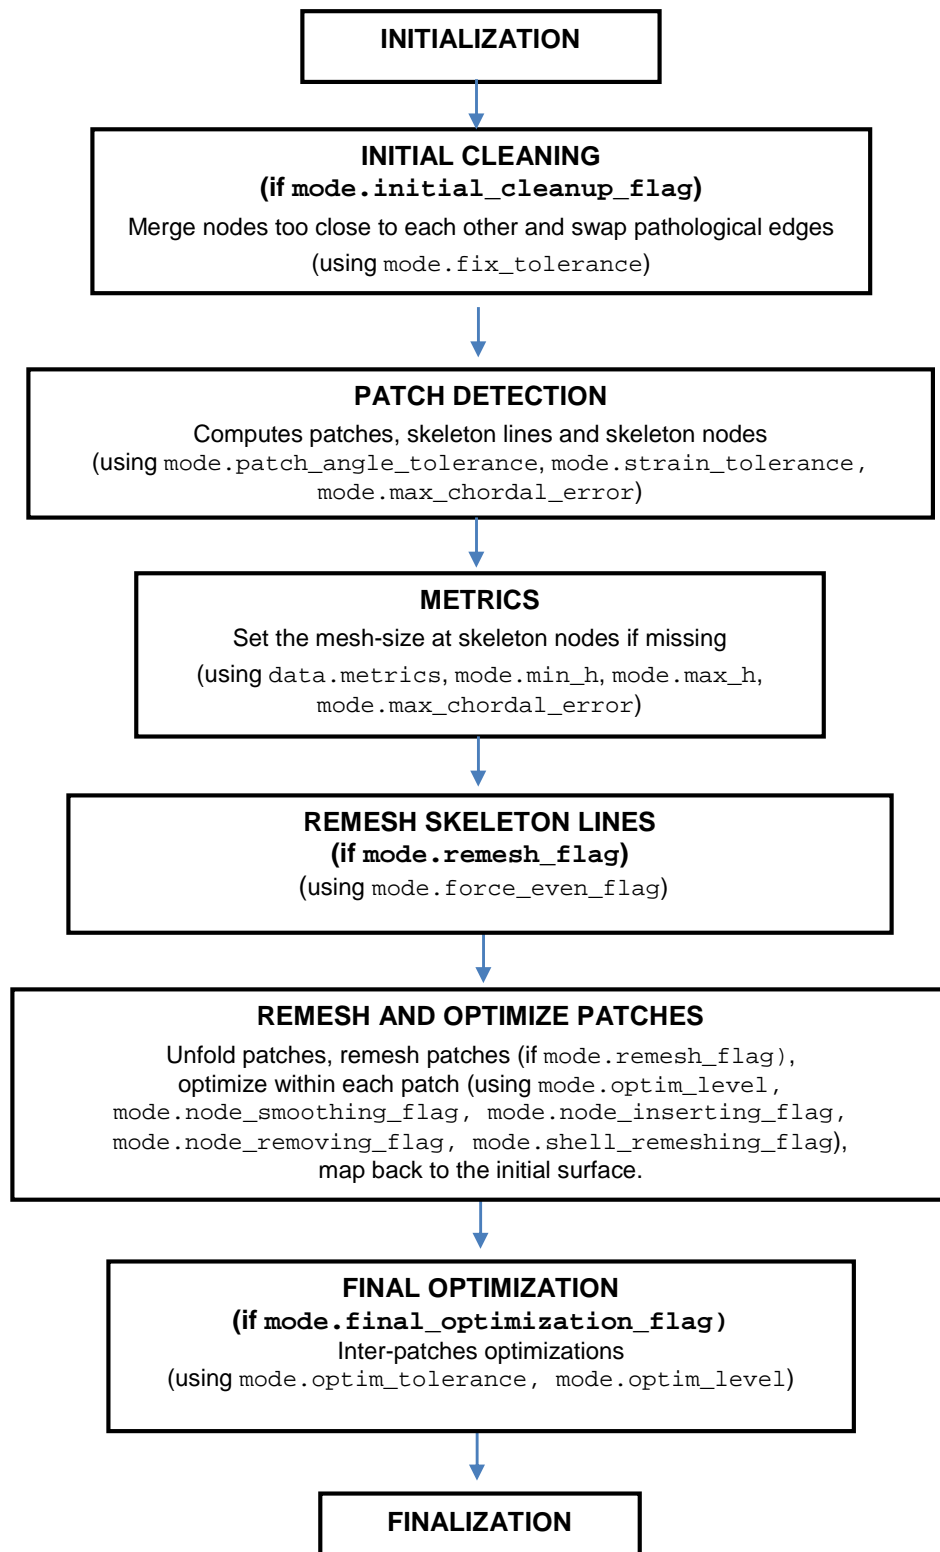 INITIALIZATION
INITIAL CLEANING
(if mode.initial_cleanup_flag)
Merge nodes too close to each other and swap pathological edges
(using mode.fix_tolerance)
PATCH DETECTION
Computes patches, skeleton lines and skeleton nodes
(using mode.patch_angle_tolerance, mode.strain_tolerance,
mode.max_chordal_error)
METRICS
Set the mesh-size at skeleton nodes if missing
(using data.metrics, mode.min_h, mode.max_h,
mode.max_chordal_error)
REMESH SKELETON LINES
(if mode.remesh_flag)
(using mode.force_even_flag)
REMESH AND OPTIMIZE PATCHES
Unfold patches, remesh patches (if mode.remesh_flag),
optimize within each patch (using mode.optim_level,
mode.node_smoothing_flag, mode.node_inserting_flag,
mode.node_removing_flag, mode.shell_remeshing_flag),
map back to the initial surface.
FINAL OPTIMIZATION
(if mode.final_optimization_flag)
Inter-patches optimizations
(using mode.optim_tolerance, mode.optim_level)
FINALIZATION